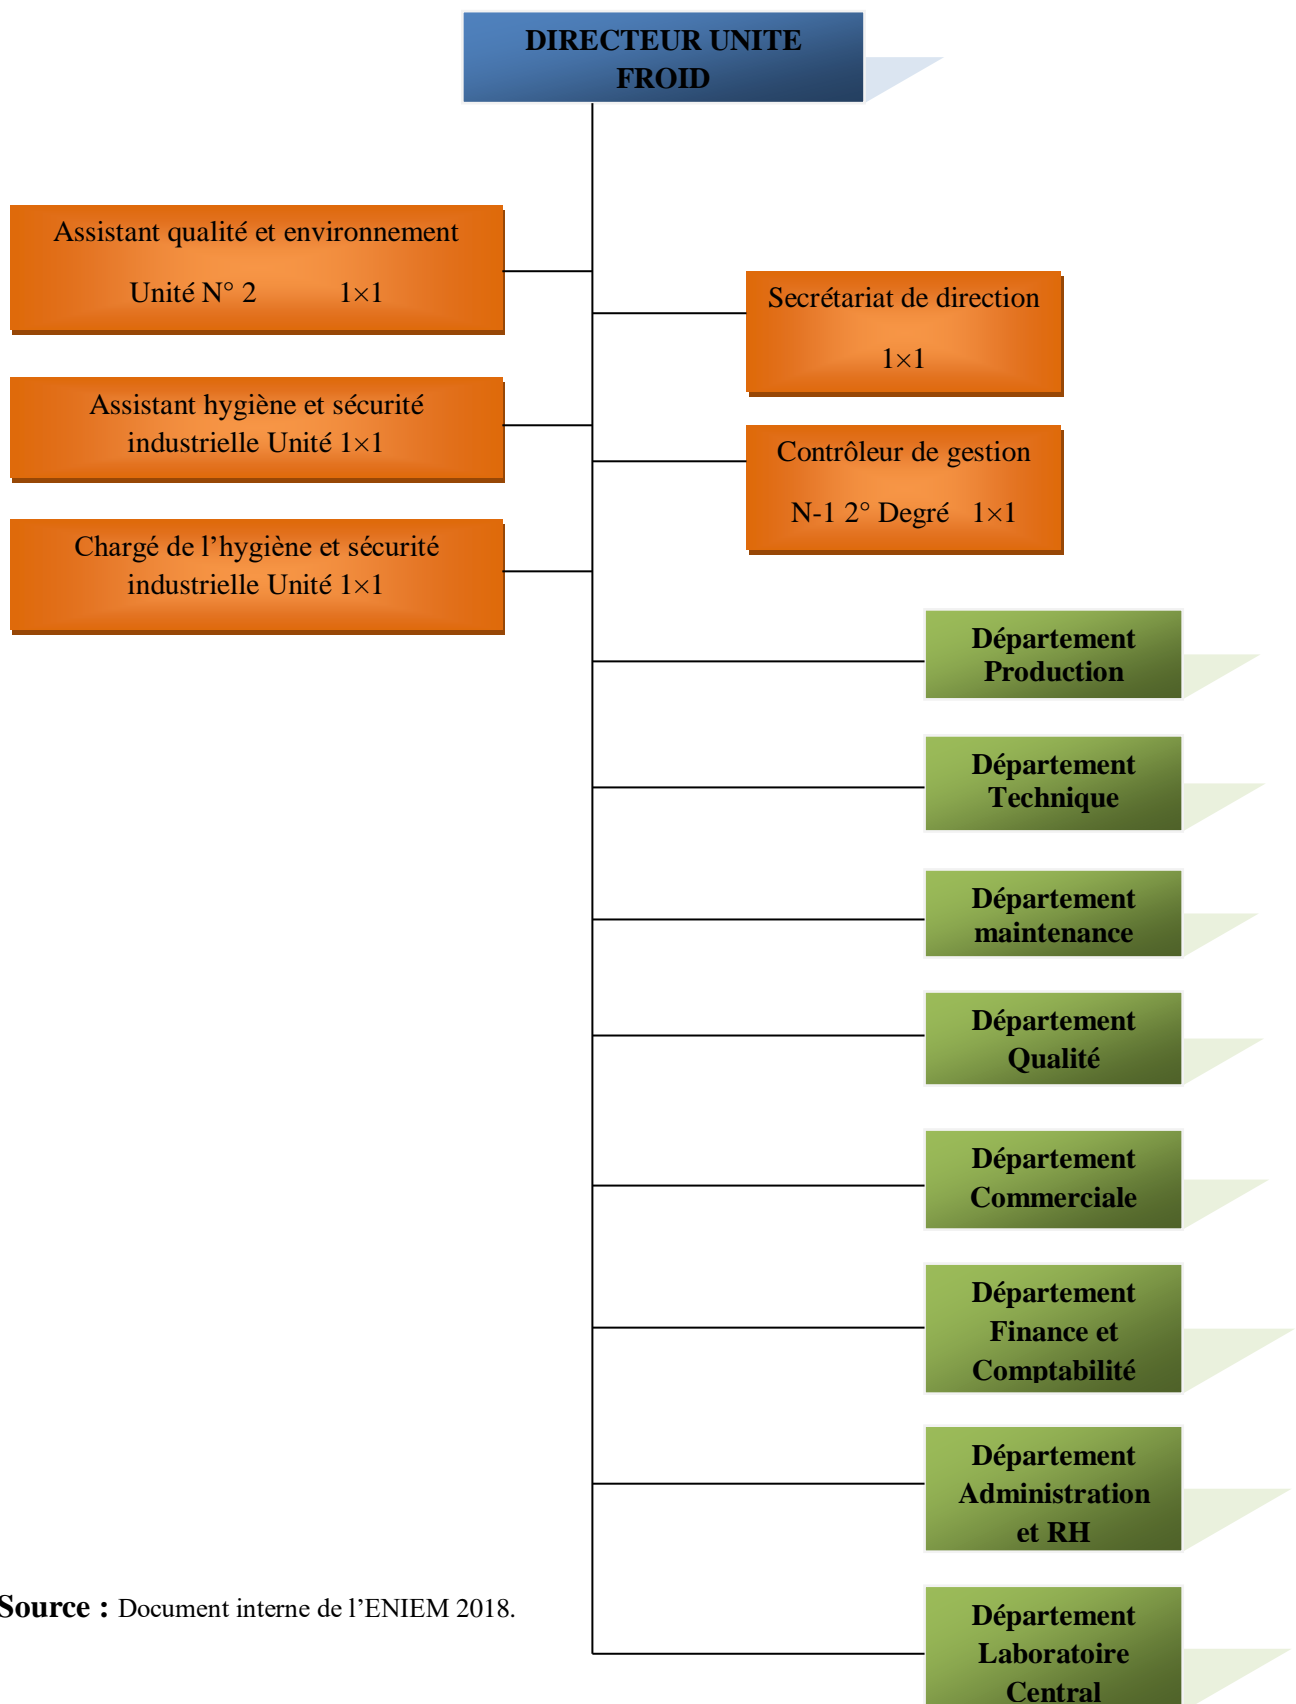 DIRECTEUR UNITE
FROID
Assistant qualité et environnement
Unité N° 2 1×1
Secrétariat de direction
1×1
Assistant hygiène et sécurité
industrielle Unité 1×1
Contrôleur de gestion
N-1 2° Degré 1×1
Chargé de l’hygiène et sécurité
industrielle Unité 1×1
Département
Production
Département
Technique
Département
maintenance
Département
Qualité
Département
Commerciale
Département
Finance et
Comptabilité
Département
Administration
et RH
Source : Document interne de l’ENIEM 2018.
Département
Laboratoire
Central